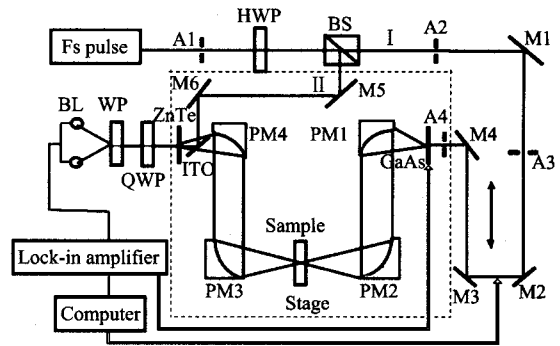 HWP
BS
Fs pulse
A1
I
A2
M1
M6
II
M5
BL
WP
ZnTe
PM4
PM1
A4
M4
ITO
GaAs
A3
QWP
Sample
Lock-in amplifier
PM3
Stage
PM2
M3
M2
Computer